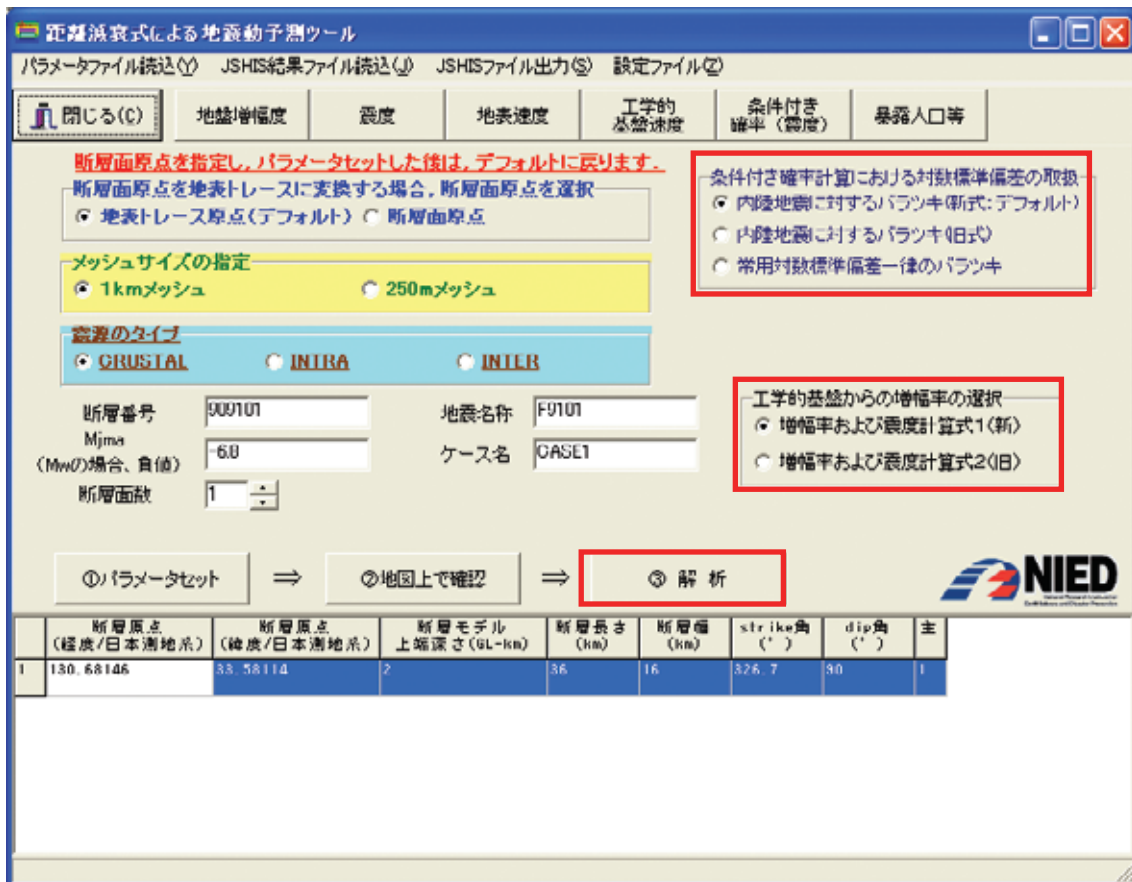 距離減衰式による地震動予測ツール
パラメータファイル読込(Y) JSHIS結果ファイル読込(J) JSHISファイル出力(S) 設定ファイル(Z)
閉じる(C) 地盤増幅度 震度 地表速度 工学的基盤速度 条件付き確率（震度） 暴露人口等
断層面原点を指定し，パラメータセットした後は，デフォルトに戻ります．
断層面原点を地表トレースに変換する場合，断層面原点を選択
地表トレース原点(デフォルト) 断層面原点
条件付き確率計算における対数標準偏差の取扱
内陸地震に対するバラツキ(新式:デフォルト)
内陸地震に対するバラツキ(旧式)
常用対数標準偏差一律のバラツキ
メッシュサイズの指定
1kmメッシュ 250mメッシュ
震源のタイプ
CRUSTAL INTRA INTER
断層番号 909101 地震名称 F9101
Mjma
(Mwの場合、負値) -6.8 ケース名 CASE1
断層面数 1
工学的基盤からの増幅率の選択
増幅率および震度計算式1(新)
増幅率および震度計算式2(旧)
①パラメータセット ⇒ ②地図上で確認 ⇒ ③ 解 析
NIED
断層原点 断層原点 断層モデル 断層長さ 断層幅 strike角 dip角 主
(経度/日本測地系) (緯度/日本測地系) 上端深さ(GL-km) (km) (km) (°) (°)
1 130.68146 33.58114 2 36 16 326.7 90 1